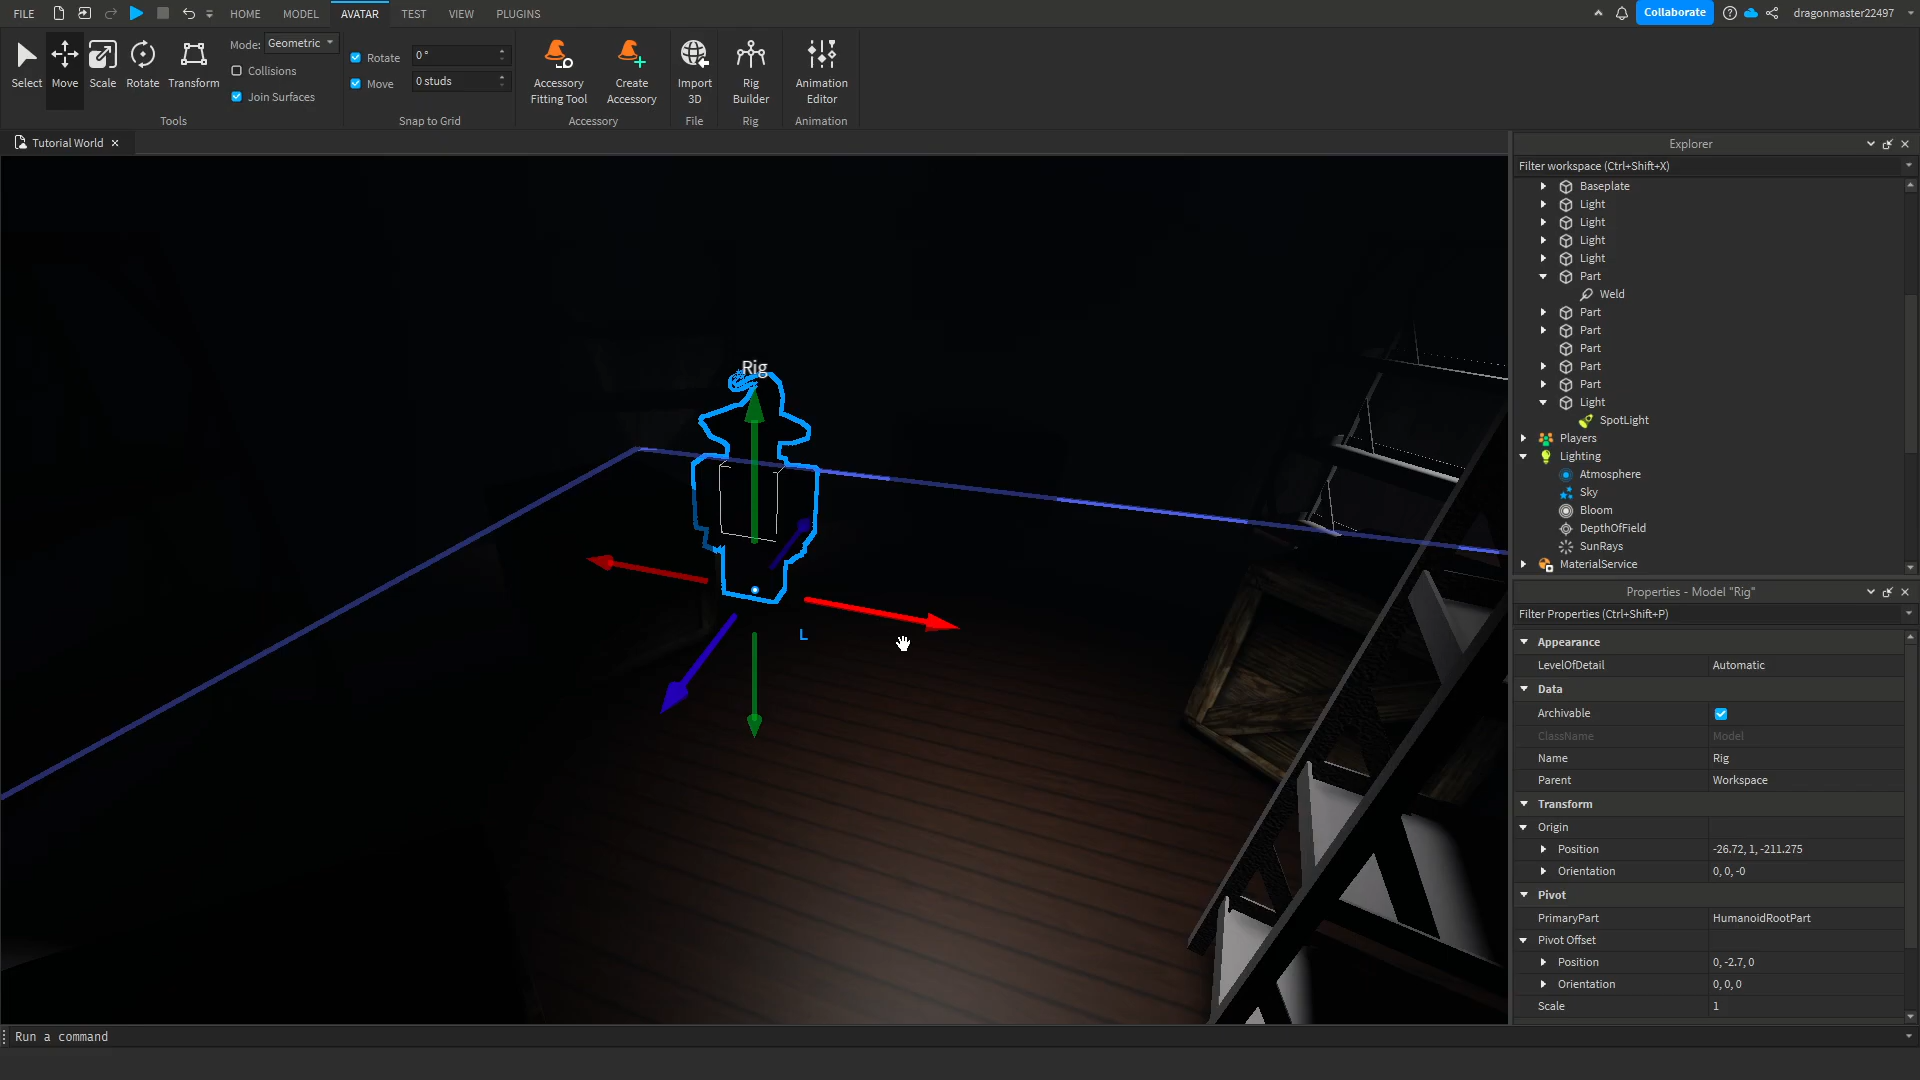 FILE HOME MODEL AVATAR TEST VIEW PLUGINS Collaborate dragonmaster22497
Select Move Scale Rotate Transform
Mode: Geometric
Collisions
Join Surfaces
Tools
Rotate 0 °
Move 0 studs
Snap to Grid
Accessory Fitting Tool
Create Accessory
Accessory
Import 3D
File
Rig Builder
Rig
Animation Editor
Animation
Tutorial World
Rig
L
Explorer
Filter workspace (Ctrl+Shift+X)
Baseplate
Light
Light
Light
Light
Part
Weld
Part
Part
Part
Part
Part
Light
SpotLight
Players
Lighting
Atmosphere
Sky
Bloom
DepthOfField
SunRays
MaterialService
Properties - Model "Rig"
Filter Properties (Ctrl+Shift+P)
Appearance
LevelOfDetail Automatic
Data
Archivable
ClassName Model
Name Rig
Parent Workspace
Transform
Origin
Position -26.72, 1, -211.275
Orientation 0, 0, -0
Pivot
PrimaryPart HumanoidRootPart
Pivot Offset
Position 0, -2.7, 0
Orientation 0, 0, 0
Scale 1
Run a command